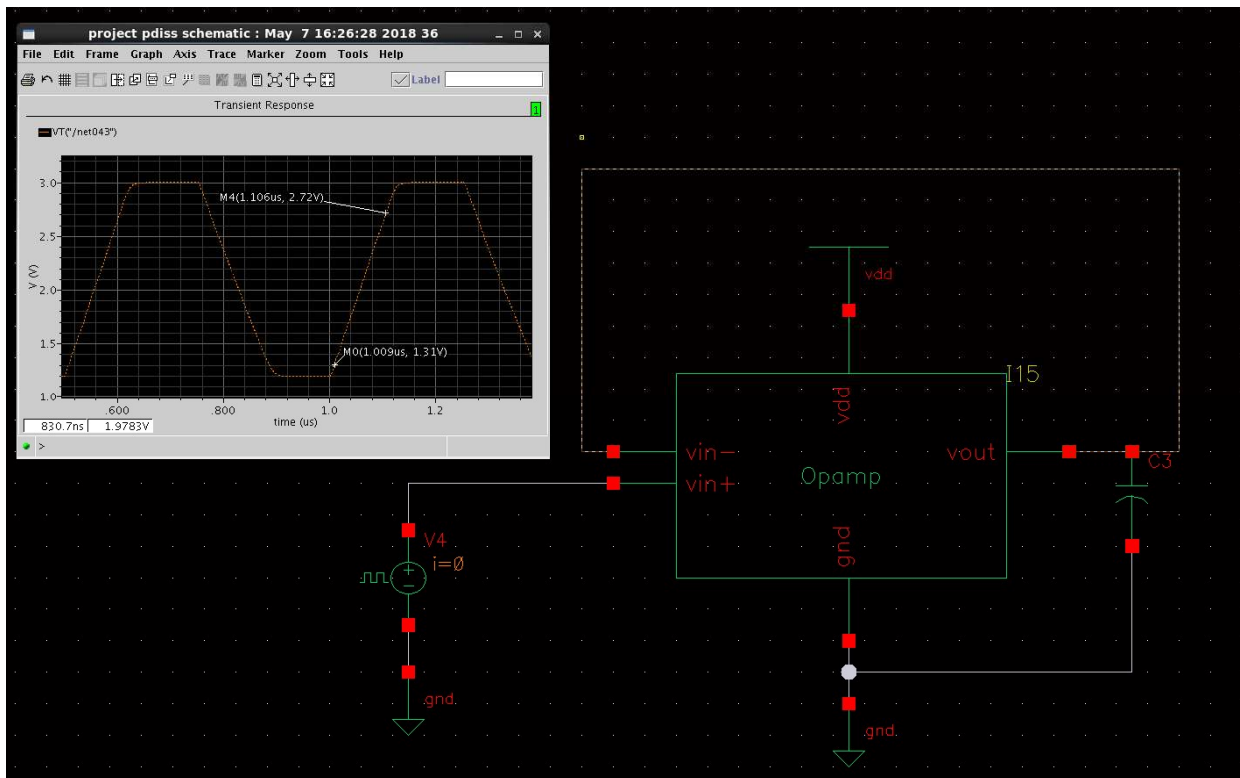 project pdiss schematic : May 7 16:26:28 2018 36
File Edit Frame Graph Axis Trace Marker Zoom Tools Help
Label
Transient Response
1
VT("/net043")
3.0
M4(1.106us, 2.72V)
2.5
V (V)
2.0
1.5
M0(1.009us, 1.31V)
1.0
.600 .800 1.0 1.2
time (us)
830.7ns 1.9783V
>
vdd
I15
vdd
vin- vout
C3
Opamp
vin+
gnd
V4
i=0
gnd
gnd